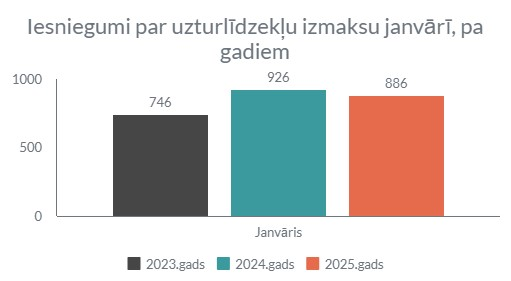 Iesniegumi par uzturlīdzekļu izmaksu janvārī, pa
gadiem
1000
500
0
746
926
886
Janvāris
2023.gads 2024.gads 2025.gads